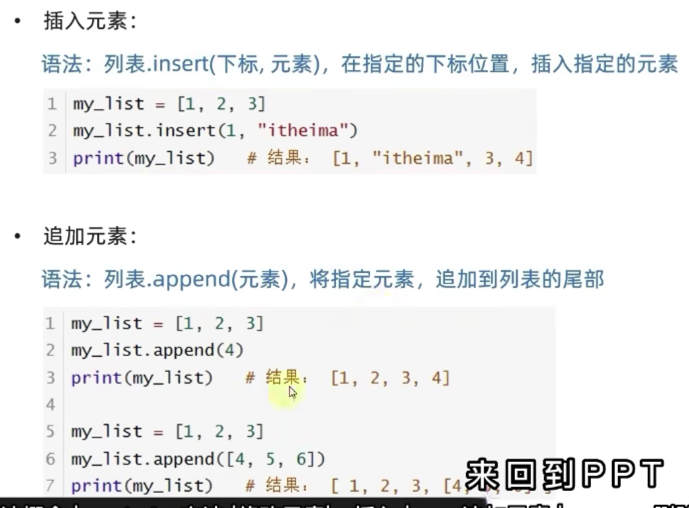 • 插入元素：
语法：列表.insert(下标, 元素)，在指定的下标位置，插入指定的元素
1 my_list = [1, 2, 3]
2 my_list.insert(1, "itheima")
3 print(my_list) # 结果： [1, "itheima", 3, 4]
• 追加元素：
语法：列表.append(元素)，将指定元素，追加到列表的尾部
1 my_list = [1, 2, 3]
2 my_list.append(4)
3 print(my_list) # 结果： [1, 2, 3, 4]
4
5 my_list = [1, 2, 3]
6 my_list.append([4, 5, 6])
7 print(my_list) # 结果： [ 1, 2, 3, [4,
来回到PPT